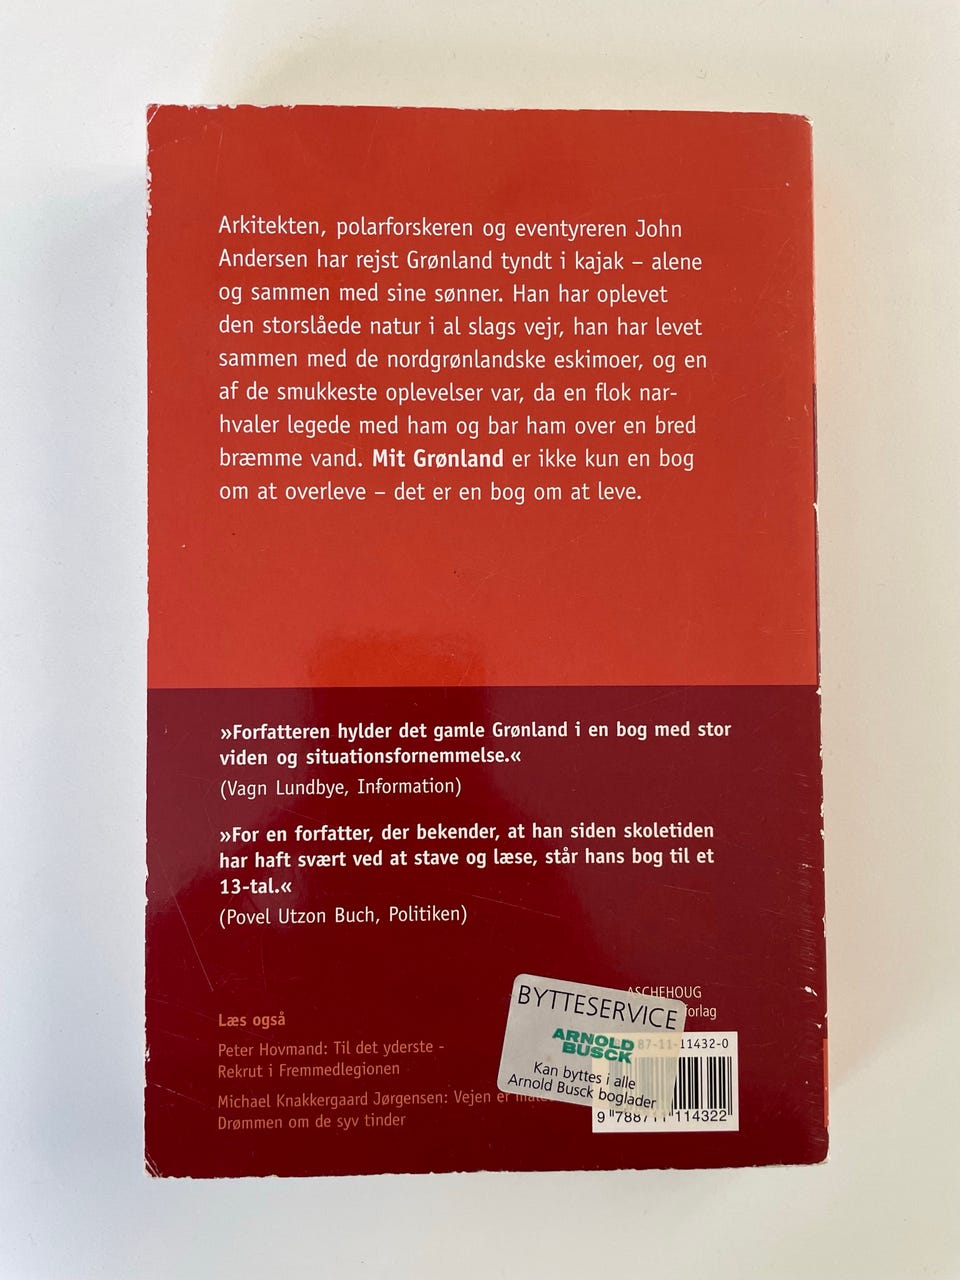 Arkitekten, polarforskeren og eventyreren John
Andersen har rejst Grønland tyndt i kajak – alene
og sammen med sine sønner. Han har oplevet
den storslåede natur i al slags vejr, han har levet
sammen med de nordgrønlandske eskimoer, og en
af de smukkeste oplevelser var, da en flok nar-
hvaler legede med ham og bar ham over en bred
bræmme vand. Mit Grønland er ikke kun en bog
om at overleve – det er en bog om at leve.
»Forfatteren hylder det gamle Grønland i en bog med stor
viden og situationsfornemmelse.«
(Vagn Lundbye, Information)
»For en forfatter, der bekender, at han siden skoletiden
har haft svært ved at stave og læse, står hans bog til et
13-tal.«
(Povel Utzon Buch, Politiken)
Læs også
Peter Hovmand: Til det yderste -
Rekrut i Fremmedlegionen
Michael Knakkergaard Jørgensen: Vejen er
Drømmen om de syv tinder
ASCHEHOUG
forlag
BYTTESERVICE
ARNOLD
BUSCK
Kan byttes i alle
Arnold Busck boglader
87-11-11432-0
9 788711 114322